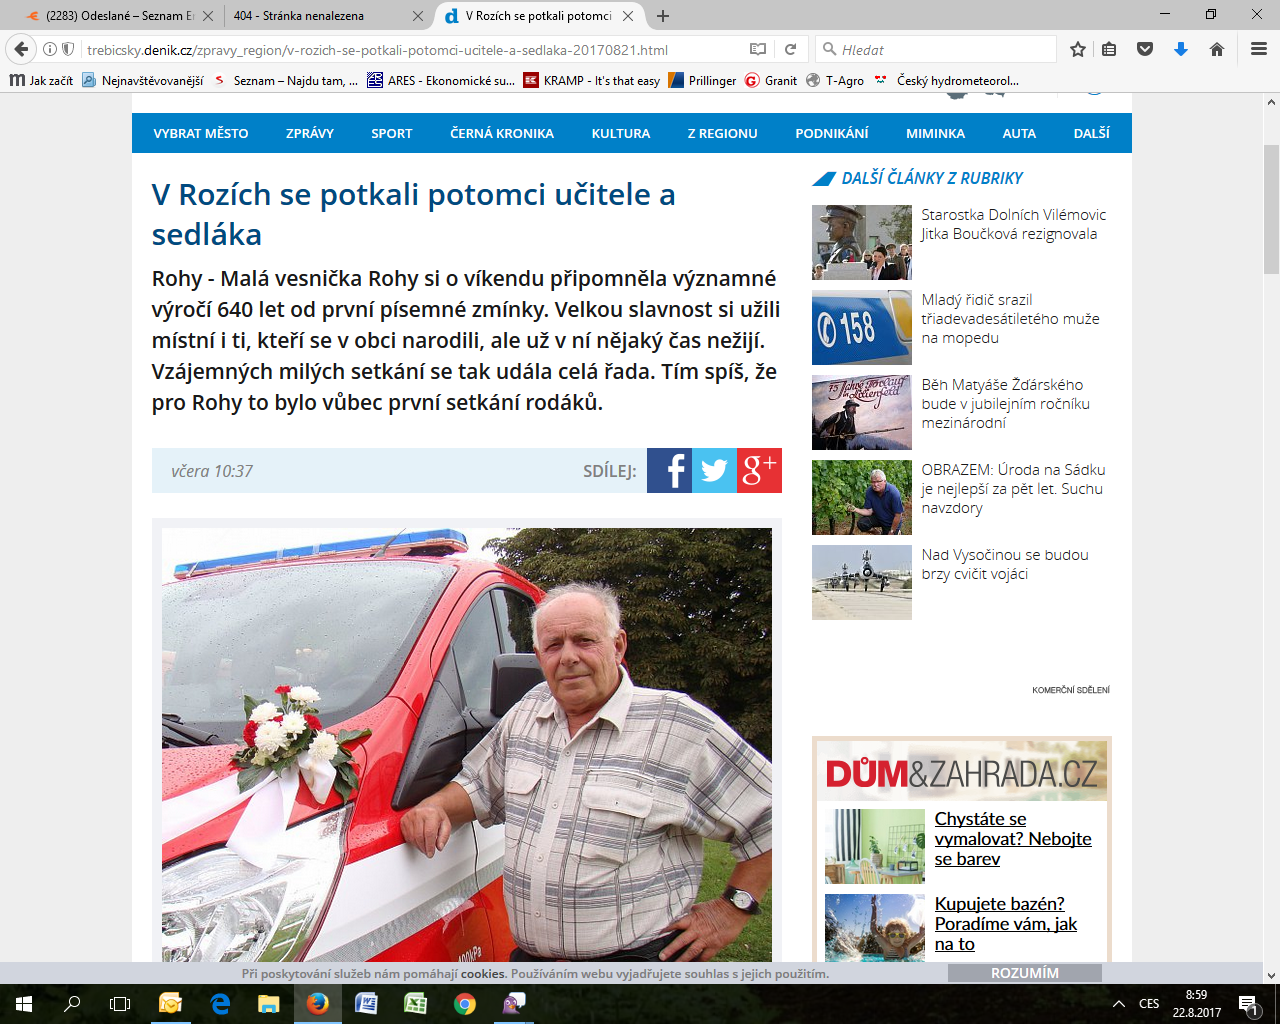 (2283) Odeslané – Seznam E
404 - Stránka nenalezena
V Rozích se potkali potomci
trebicsky.denik.cz/zpravy_region/v-rozich-se-potkali-potomci-ucitele-a-sedlaka-20170821.html
Hledat
Jak začít
Nejnavštěvovanější
Seznam – Najdu tam, ...
ARES - Ekonomické su...
KRAMP - It's that easy
Prillinger
Granit
T-Agro
Český hydrometeorol...
VYBRAT MĚSTO
ZPRÁVY
SPORT
ČERNÁ KRONIKA
KULTURA
Z REGIONU
PODNIKÁNÍ
MIMINKA
AUTA
DALŠÍ
V Rozích se potkali potomci učitele a
sedláka
Rohy - Malá vesnička Rohy si o víkendu připomněla významné
výročí 640 let od první písemné zmínky. Velkou slavnost si užili
místní i ti, kteří se v obci narodili, ale už v ní nějaký čas nežijí.
Vzájemných milých setkání se tak udála celá řada. Tím spíš, že
pro Rohy to bylo vůbec první setkání rodáků.
včera 10:37
SDÍLEJ:
DALŠÍ ČLÁNKY Z RUBRIKY
Starostka Dolních Vilémovic
Jitka Boučková rezignovala
158
Mladý řidič srazil
třiadevadesátiletého muže
na mopedu
Běh Matyáše Žďárského
bude v jubilejním ročníku
mezinárodní
OBRAZEM: Úroda na Sádku
je nejlepší za pět let. Suchu
navzdory
Nad Vysočinou se budou
brzy cvičit vojáci
KOMERČNÍ SDĚLENÍ
DŮM&ZAHRADA.CZ
Chystáte se
vymalovat? Nebojte
se barev
Kupujete bazén?
Poradíme vám, jak
na to
Při poskytování služeb nám pomáhají cookies. Používáním webu vyjadřujete souhlas s jejich použitím.
ROZUMÍM
CES
8:59
22.8.2017
1